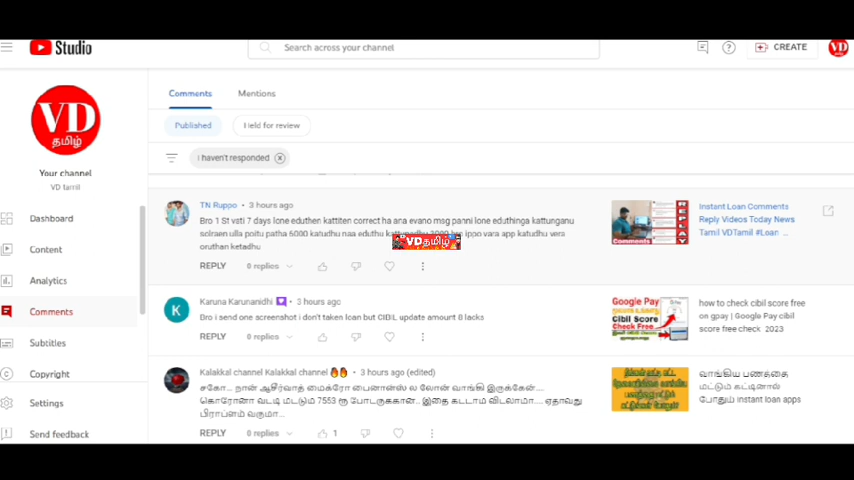 Studio
Search across your channel
CREATE
VD
VD
தமிழ்
Your channel
VD tamil
Dashboard
Content
Analytics
Comments
Subtitles
Copyright
Settings
Send feedback
Comments
Mentions
Published
Held for review
I haven't responded
TN Ruppo • 3 hours ago
Bro 1 St vati 7 days lone eduthen kattiten correct ha ana evano msg panni lone eduthinga kattunganu
solraen ulla poitu patha 6000 katudhu naa eduthu
katudhu vera
oruthan ketadhu
VDதமிழ்
REPLY
0 replies
Comments
Instant Loan Comments
Reply Videos Today News
Tamil VDTamil #Loan ...
K
Karuna Karunanidhi • 3 hours ago
Bro i send one screenshot i don't taken loan but CIBIL update amount 8 lacks
REPLY
0 replies
Google Pay
Cibil Score
Check Free
how to check cibil score free
on gpay | Google Pay cibil
score free check 2023
Kalakkal channel Kalakkal channel • 3 hours ago (edited)
சகோ... நான் ஆசீர்வாத் மைக்ரோ பைனான்ஸ் ல லோன் வாங்கி இருக்கேன்....
கொரோனா வட்டி மட்டும் 7553 ரூ போட்ருக்காங்க.. இதை கட்டாம விடலாமா.... ஏதாவது
பிராப்ளம் வருமா...
REPLY
0 replies
1
வாங்கிய பணத்தை
மட்டும் கட்டினால்
போதும் instant loan apps